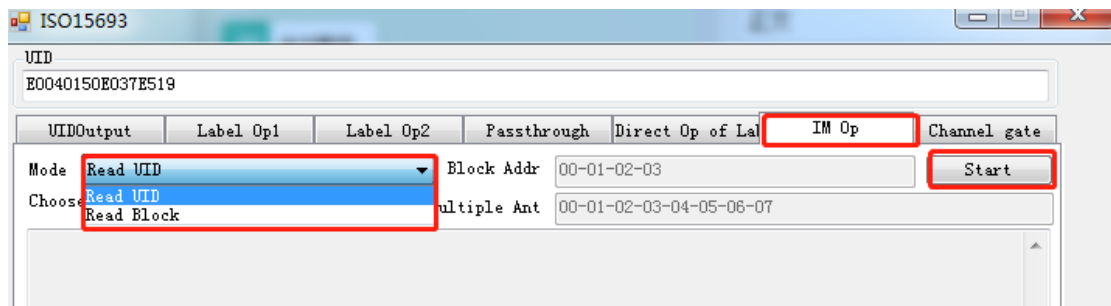 ISO15693
UID
E0040150E037E519
UIDOutput Label Op1 Label Op2 Passthrough Direct Op of Lal IM Op Channel gate
Mode Read UID Block Addr 00-01-02-03 Start
Choose Read UID ultiple Ant 00-01-02-03-04-05-06-07
Read Block